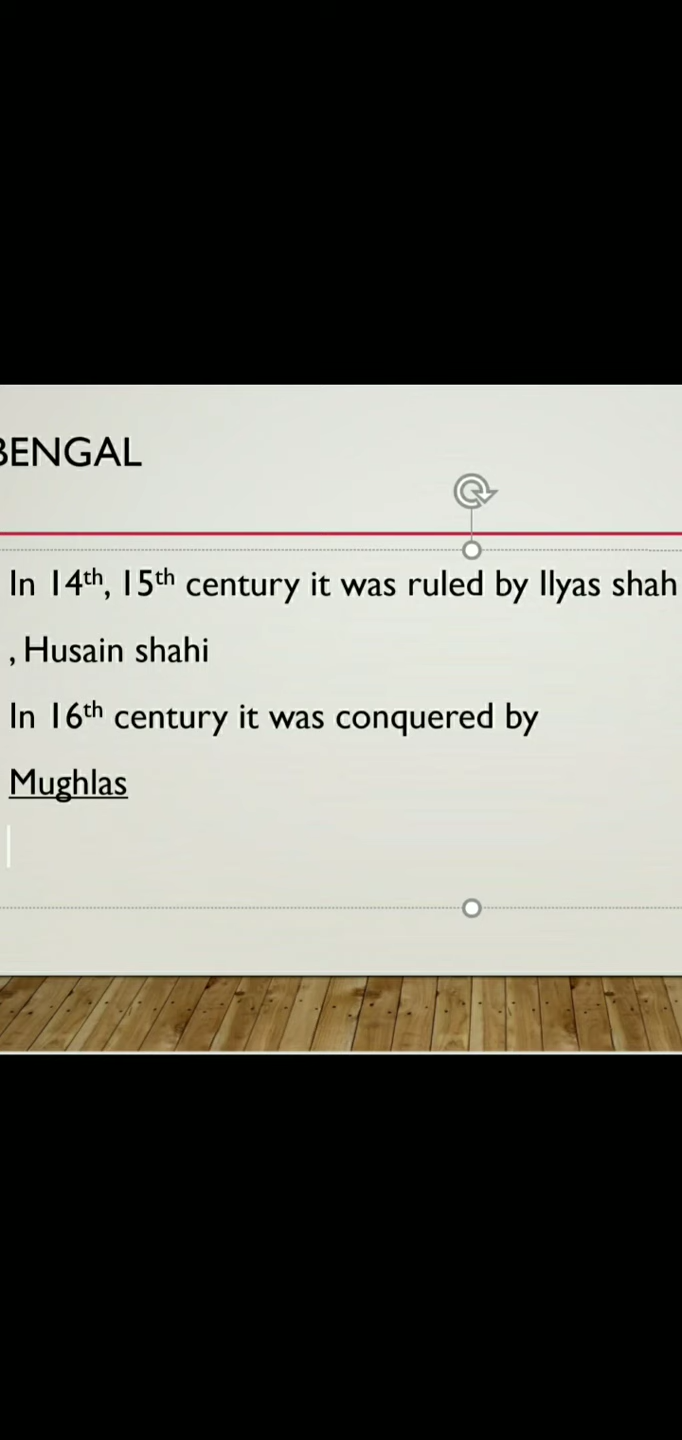 BENGAL
In 14th, 15th century it was ruled by Ilyas shah
, Husain shahi
In 16th century it was conquered by
Mughlas